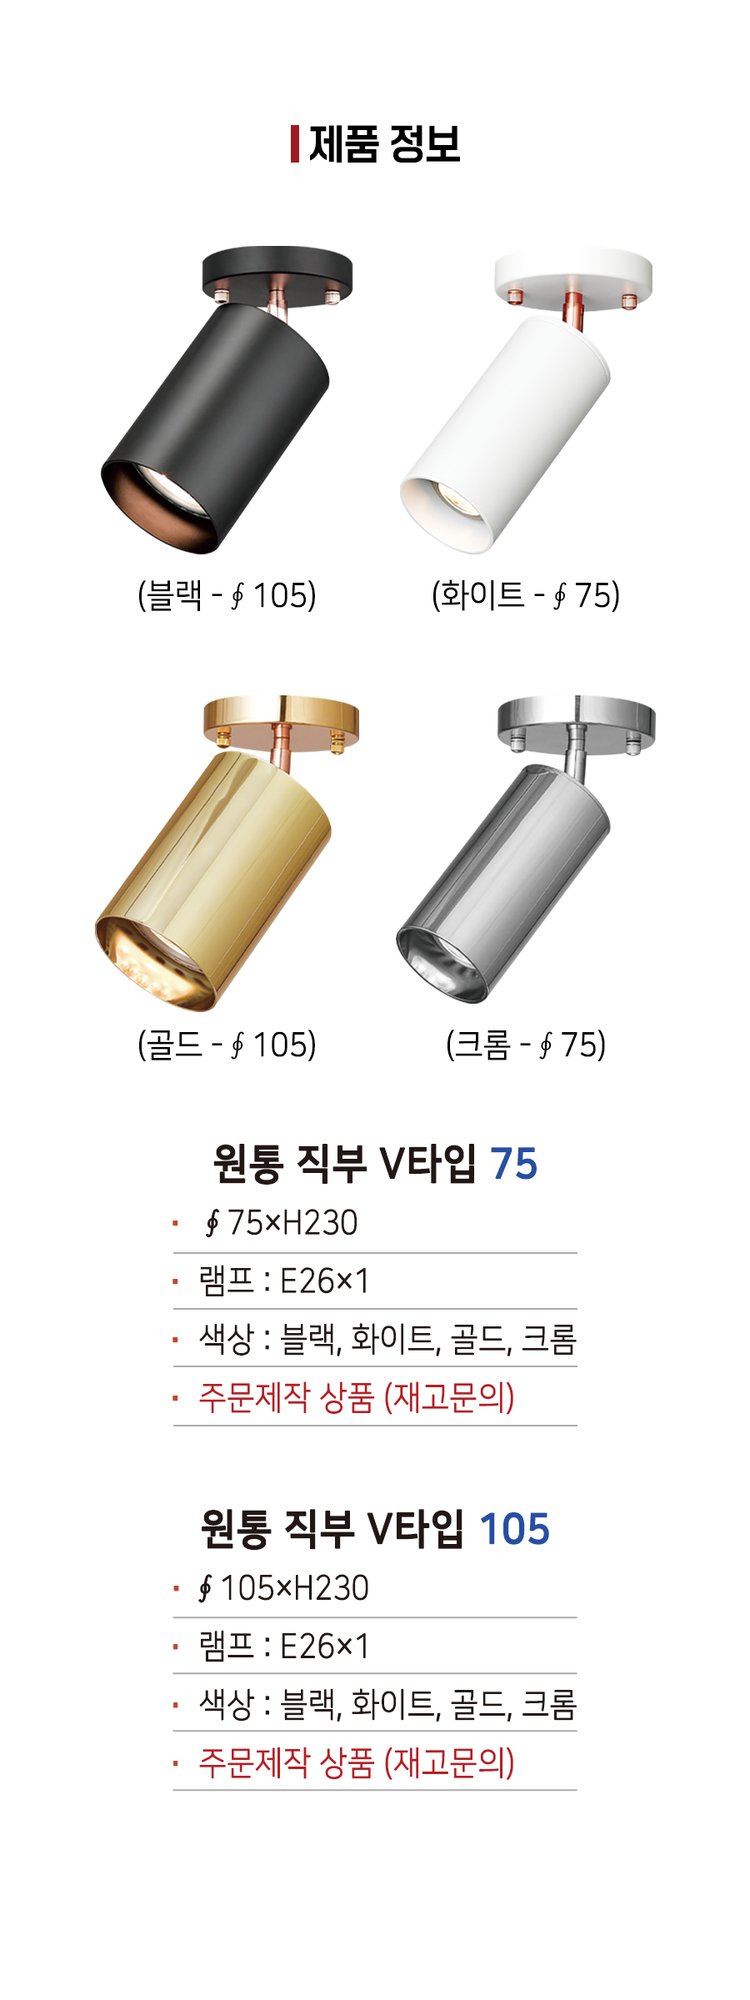 제품 정보
(블랙 - ∮ 105)
(화이트 - ∮ 75)
(골드 - ∮ 105)
(크롬 - ∮ 75)
원통 직부 V타입 75
· ∮ 75×H230
· 램프 : E26×1
· 색상 : 블랙, 화이트, 골드, 크롬
· 주문제작 상품 (재고문의)
원통 직부 V타입 105
· ∮ 105×H230
· 램프 : E26×1
· 색상 : 블랙, 화이트, 골드, 크롬
· 주문제작 상품 (재고문의)